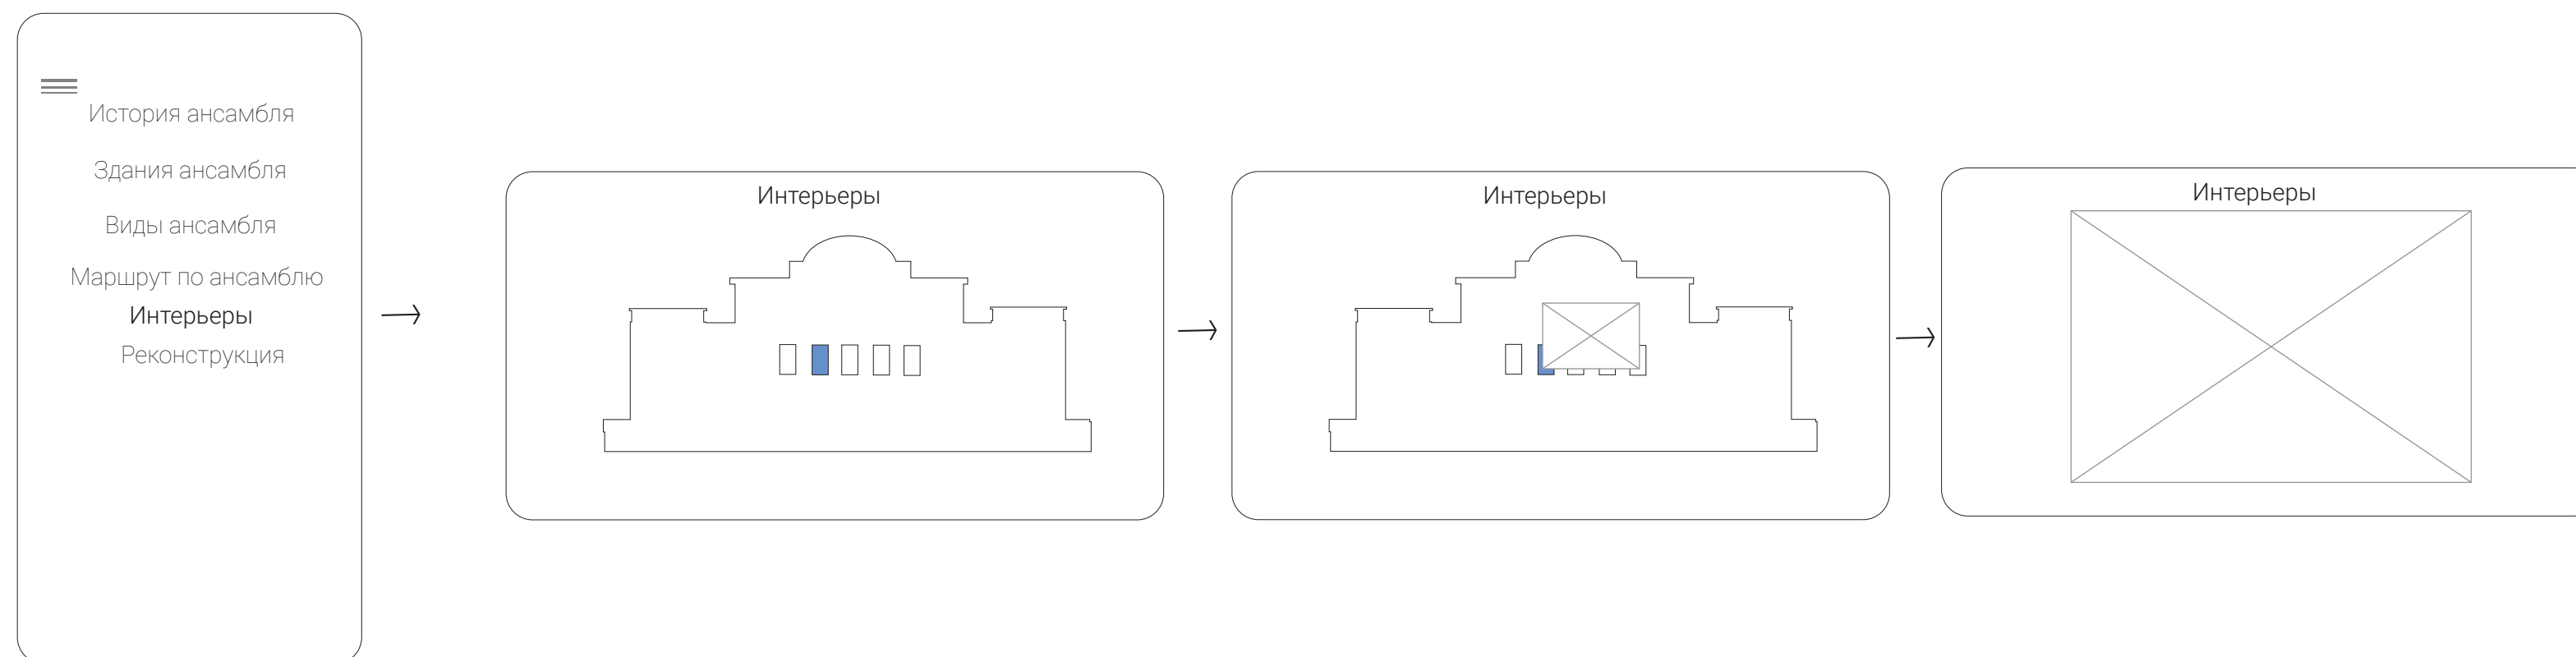 История ансамбля
Здания ансамбля
Виды ансамбля
Маршрут по ансамблю
Интерьеры
Реконструкция
Интерьеры
Интерьеры
Интерьеры